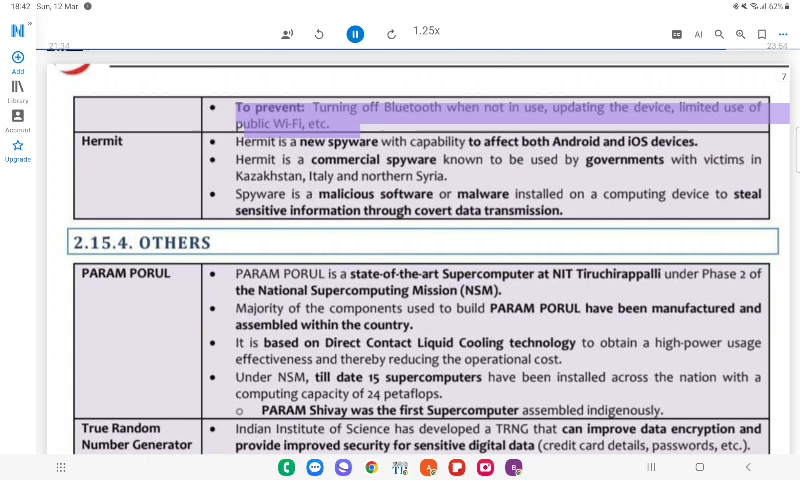 18:42 Sun, 12 Mar
62%
N
»
1.25x
CC
AI
21:34
23:54
Add
Library
Account
Upgrade
7
• To prevent: Turning off Bluetooth when not in use, updating the device, limited use of
public Wi-Fi, etc.
Hermit
• Hermit is a new spyware with capability to affect both Android and iOS devices.
• Hermit is a commercial spyware known to be used by governments with victims in
Kazakhstan, Italy and northern Syria.
• Spyware is a malicious software or malware installed on a computing device to steal
sensitive information through covert data transmission.
2.15.4. OTHERS
PARAM PORUL
• PARAM PORUL is a state-of-the-art Supercomputer at NIT Tiruchirappalli under Phase 2 of
the National Supercomputing Mission (NSM).
• Majority of the components used to build PARAM PORUL have been manufactured and
assembled within the country.
• It is based on Direct Contact Liquid Cooling technology to obtain a high-power usage
effectiveness and thereby reducing the operational cost.
• Under NSM, till date 15 supercomputers have been installed across the nation with a
computing capacity of 24 petaflops.
o PARAM Shivay was the first Supercomputer assembled indigenously.
True Random
Number Generator
• Indian Institute of Science has developed a TRNG that can improve data encryption and
provide improved security for sensitive digital data (credit card details, passwords, etc.).